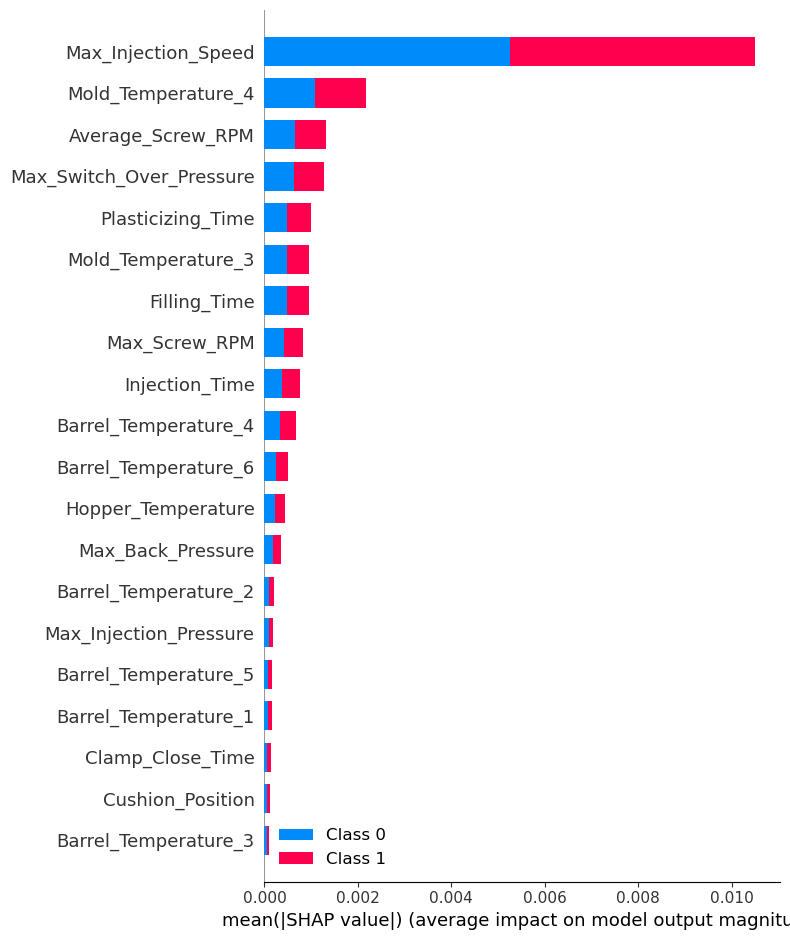 Max_Injection_Speed
Mold_Temperature_4
Average_Screw_RPM
Max_Switch_Over_Pressure
Plasticizing_Time
Mold_Temperature_3
Filling_Time
Max_Screw_RPM
Injection_Time
Barrel_Temperature_4
Barrel_Temperature_6
Hopper_Temperature
Max_Back_Pressure
Barrel_Temperature_2
Max_Injection_Pressure
Barrel_Temperature_5
Barrel_Temperature_1
Clamp_Close_Time
Cushion_Position
Barrel_Temperature_3
Class 0
Class 1
0.000 0.002 0.004 0.006 0.008 0.010
mean(|SHAP value|) (average impact on model output magnitu